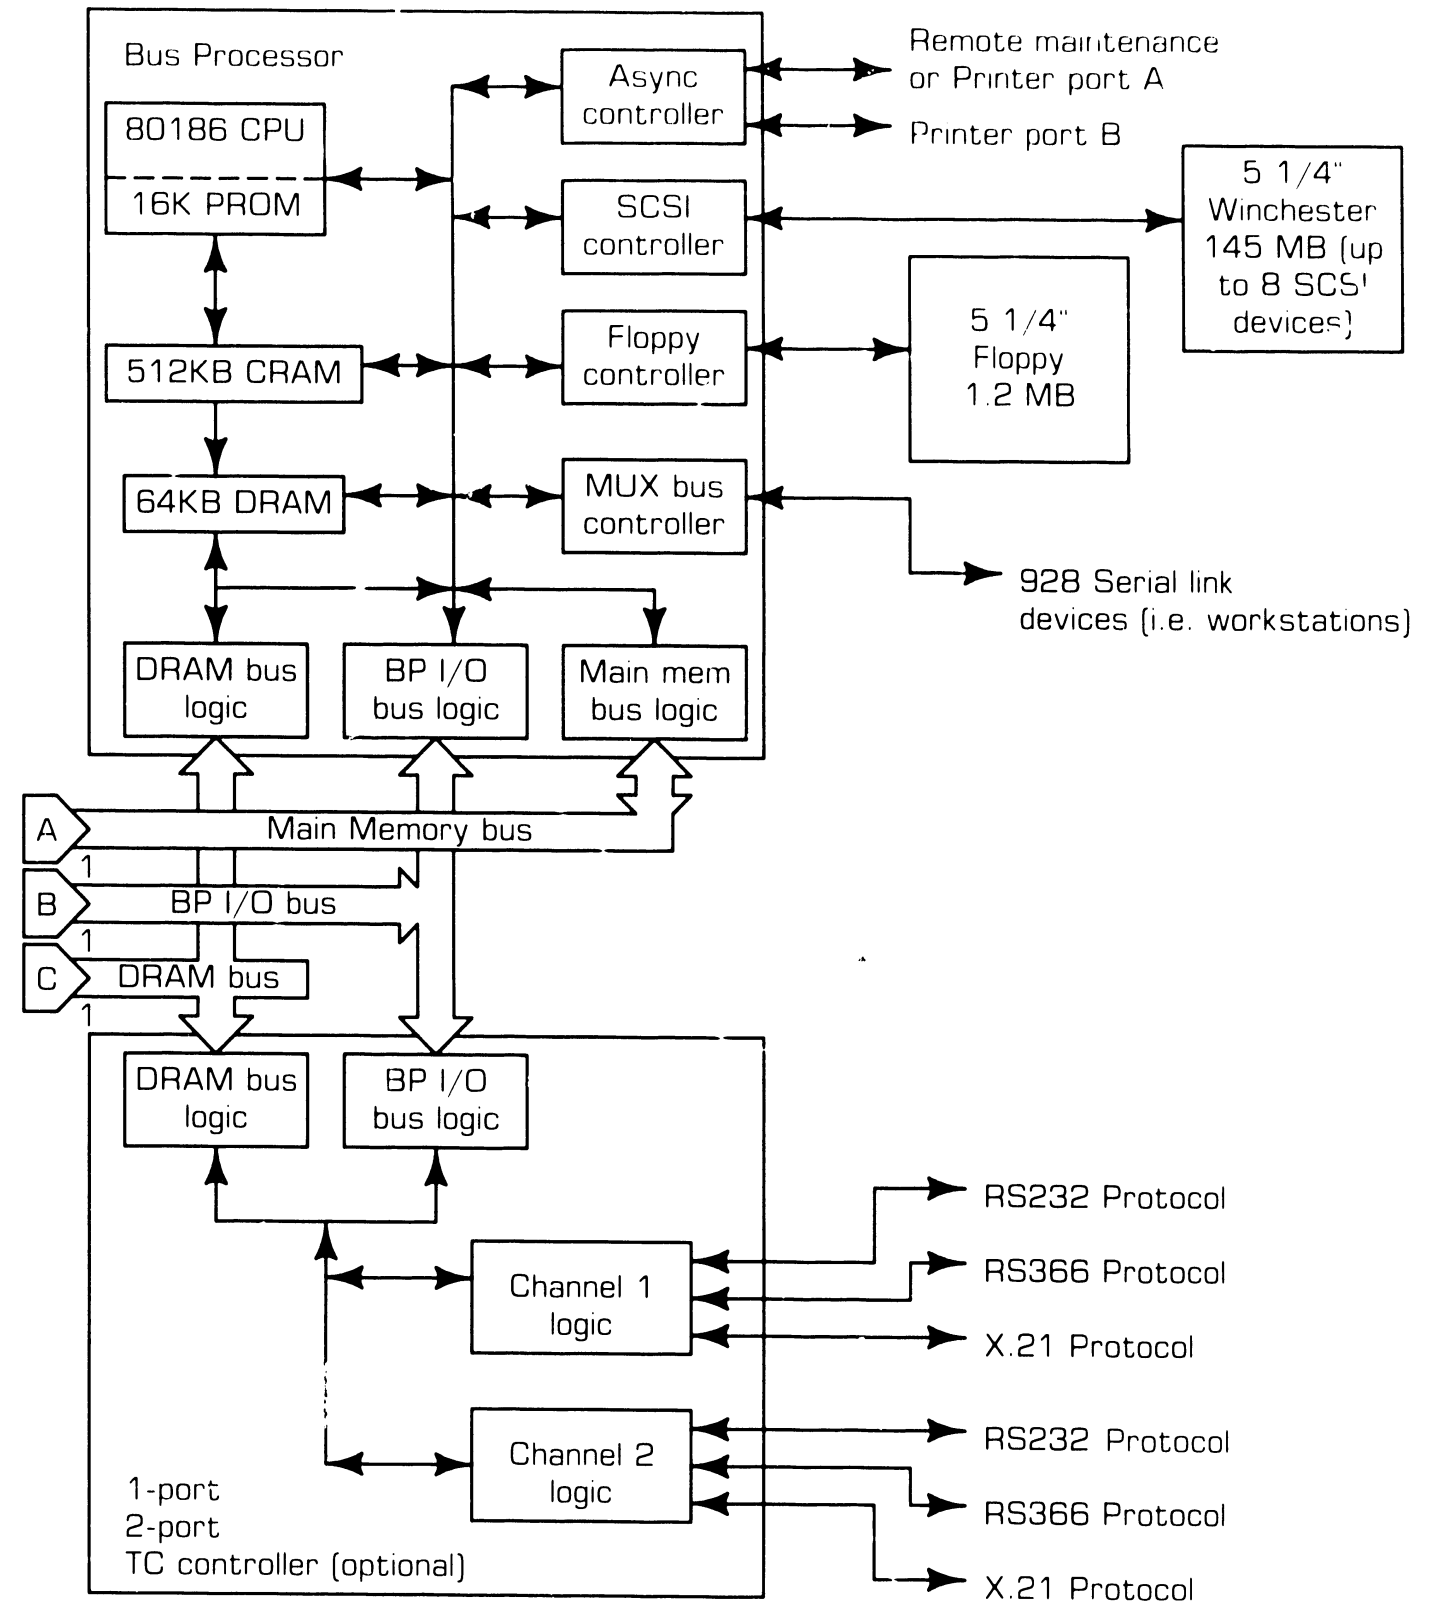 Bus Processor
80186 CPU
16K PROM
512KB CRAM
64KB DRAM
Async
controller
SCSI
controller
Floppy
controller
MUX bus
controller
DRAM bus
logic
BP I/O
bus logic
Main mem
bus logic
Remote maintenance
or Printer port A
Printer port B
5 1/4"
Winchester
145 MB (up
to 8 SCSI
devices)
5 1/4"
Floppy
1.2 MB
928 Serial link
devices (i.e. workstations)
A
Main Memory bus
1
B
BP I/O bus
1
C
DRAM bus
1
DRAM bus
logic
BP I/O
bus logic
Channel 1
logic
RS232 Protocol
RS366 Protocol
X.21 Protocol
Channel 2
logic
RS232 Protocol
RS366 Protocol
X.21 Protocol
1-port
2-port
TC controller (optional)